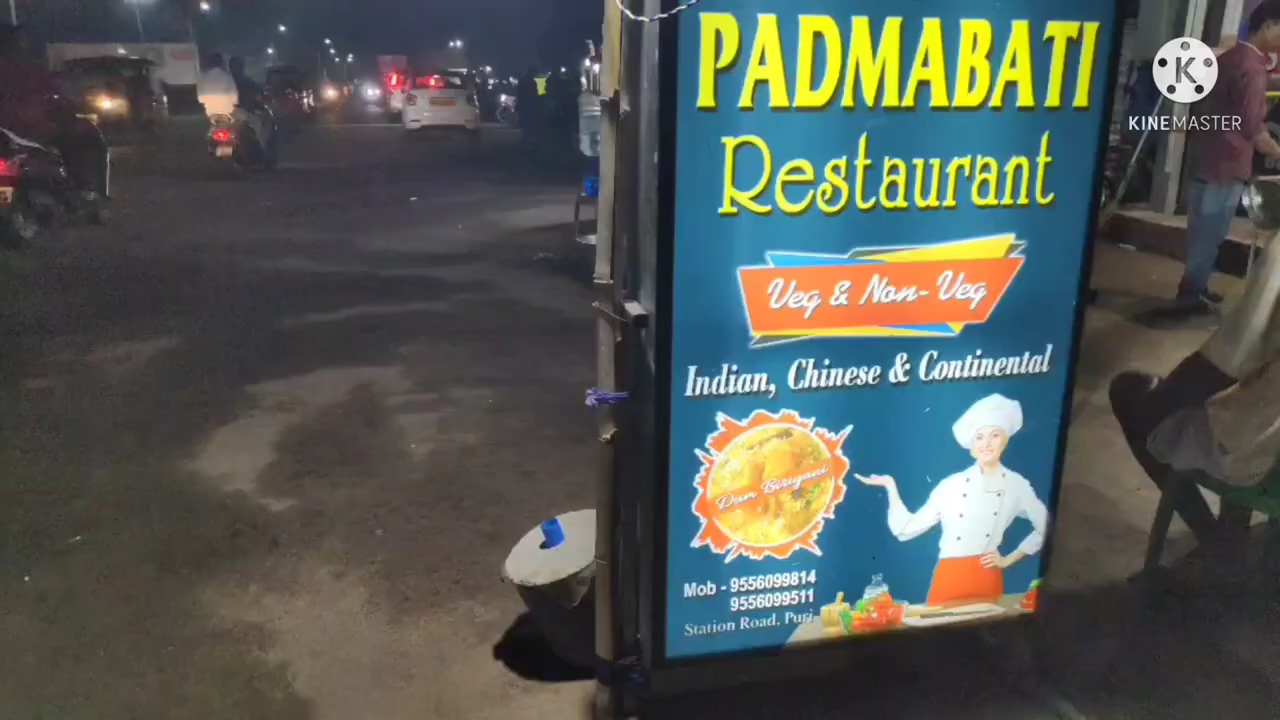 PADMABATI
Restaurant
Veg & Non-Veg
Indian, Chinese & Continental
Dum Biriyani
Mob - 9556099814
9556099511
Station Road, Puri
K
KINEMASTER